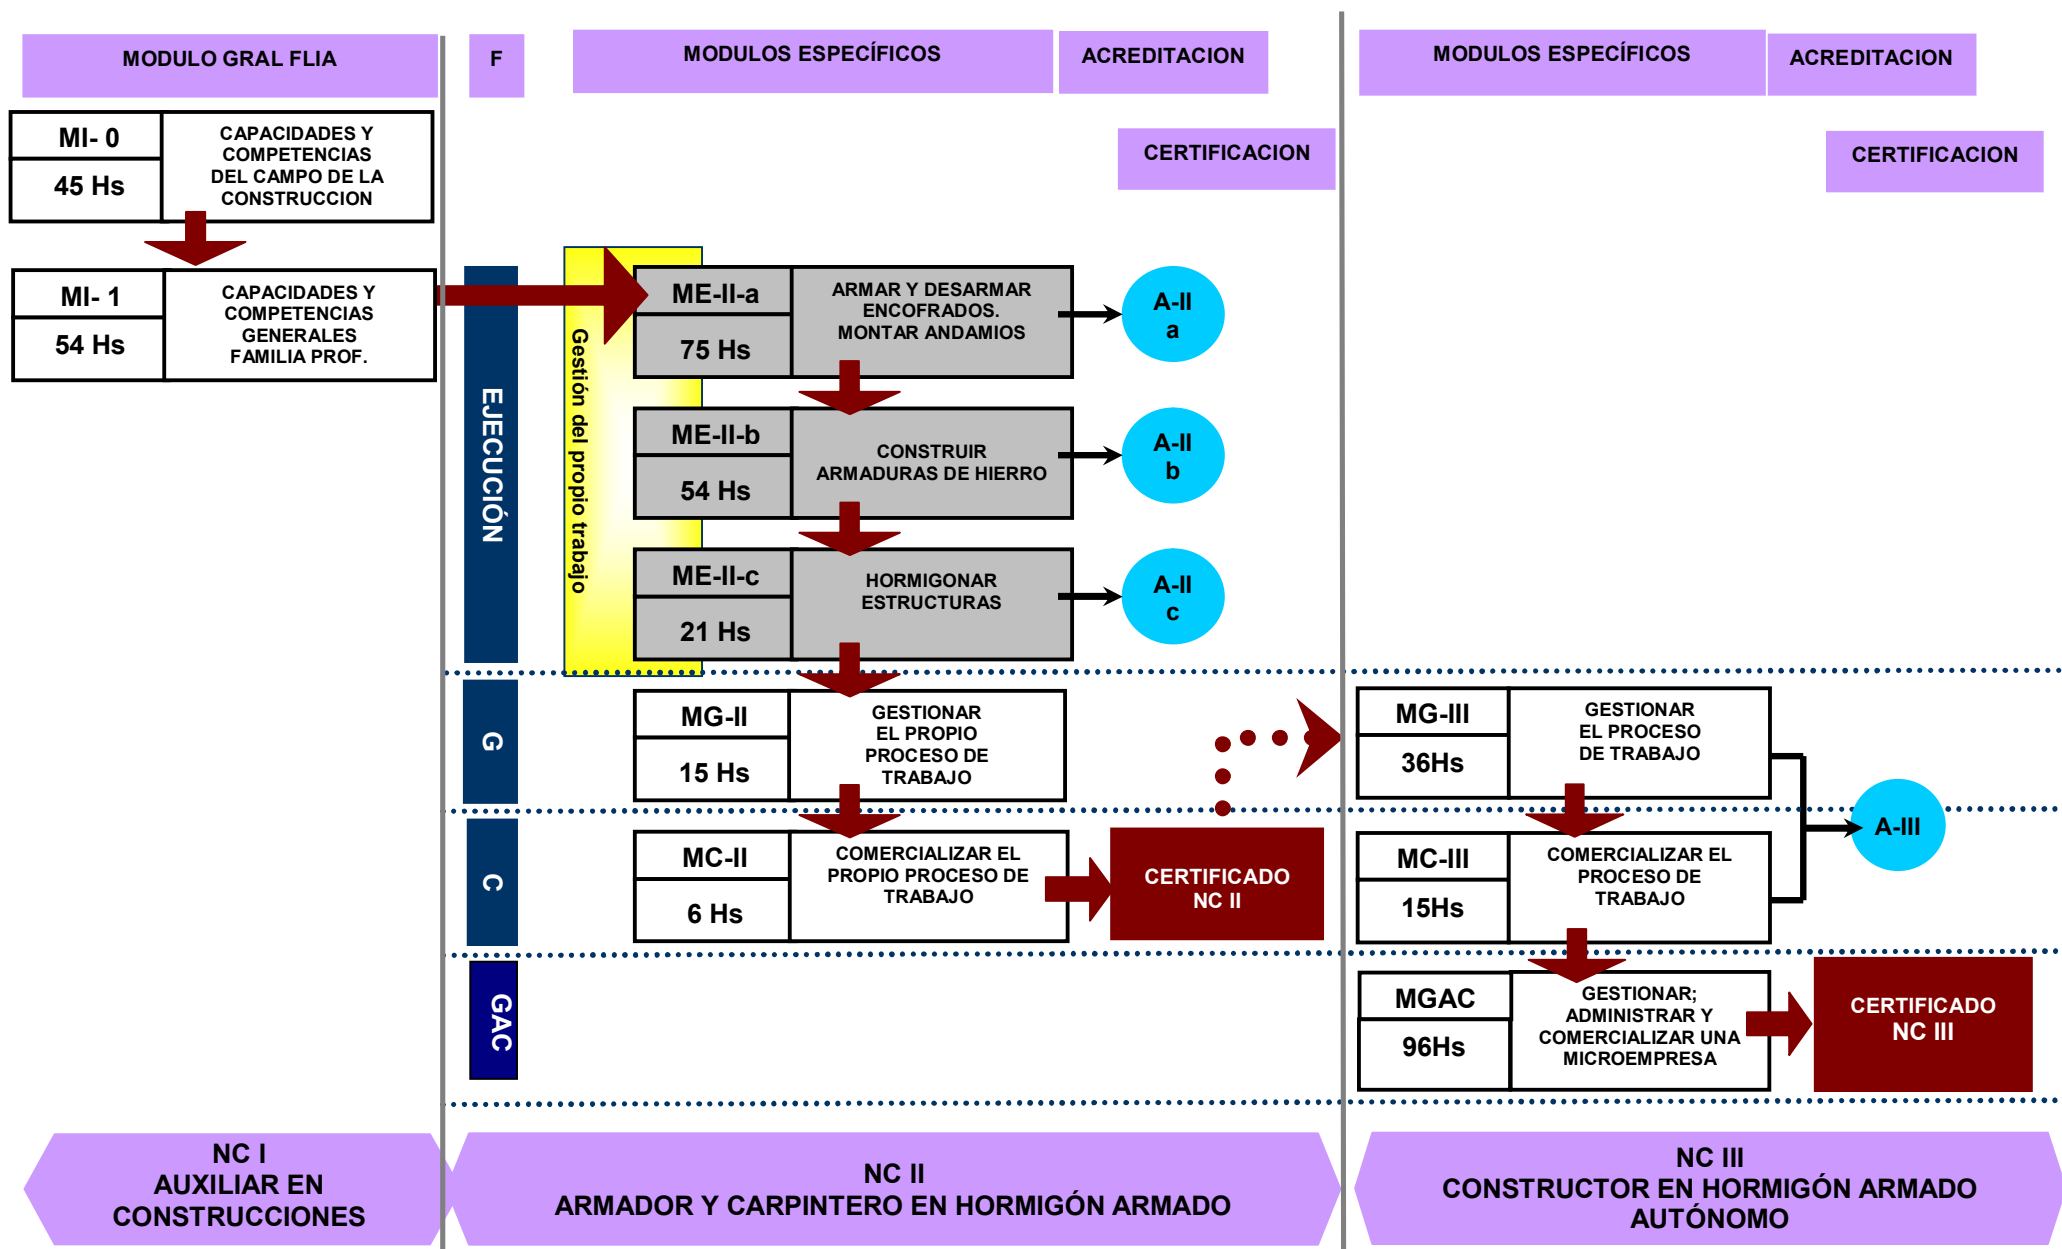 MODULO GRAL FLIA
F
MODULOS ESPECÍFICOS
ACREDITACION
MODULOS ESPECÍFICOS
ACREDITACION
CERTIFICACION
CERTIFICACION
MI- 0
45 Hs
CAPACIDADES Y
COMPETENCIAS
DEL CAMPO DE LA
CONSTRUCCION
MI- 1
54 Hs
CAPACIDADES Y
COMPETENCIAS
GENERALES
FAMILIA PROF.
EJECUCIÓN
Gestión del propio trabajo
ME-II-a
75 Hs
ARMAR Y DESARMAR
ENCOFRADOS.
MONTAR ANDAMIOS
A-II
a
ME-II-b
54 Hs
CONSTRUIR
ARMADURAS DE HIERRO
A-II
b
ME-II-c
21 Hs
HORMIGONAR
ESTRUCTURAS
A-II
c
G
MG-II
15 Hs
GESTIONAR
EL PROPIO
PROCESO DE
TRABAJO
MG-III
36Hs
GESTIONAR
EL PROCESO
DE TRABAJO
C
MC-II
6 Hs
COMERCIALIZAR EL
PROPIO PROCESO DE
TRABAJO
CERTIFICADO
NC II
MC-III
15Hs
COMERCIALIZAR EL
PROCESO DE
TRABAJO
A-III
GAC
MGAC
96Hs
GESTIONAR;
ADMINISTRAR Y
COMERCIALIZAR UNA
MICROEMPRESA
CERTIFICADO
NC III
NC I
AUXILIAR EN
CONSTRUCCIONES
NC II
ARMADOR Y CARPINTERO EN HORMIGÓN ARMADO
NC III
CONSTRUCTOR EN HORMIGÓN ARMADO
AUTÓNOMO